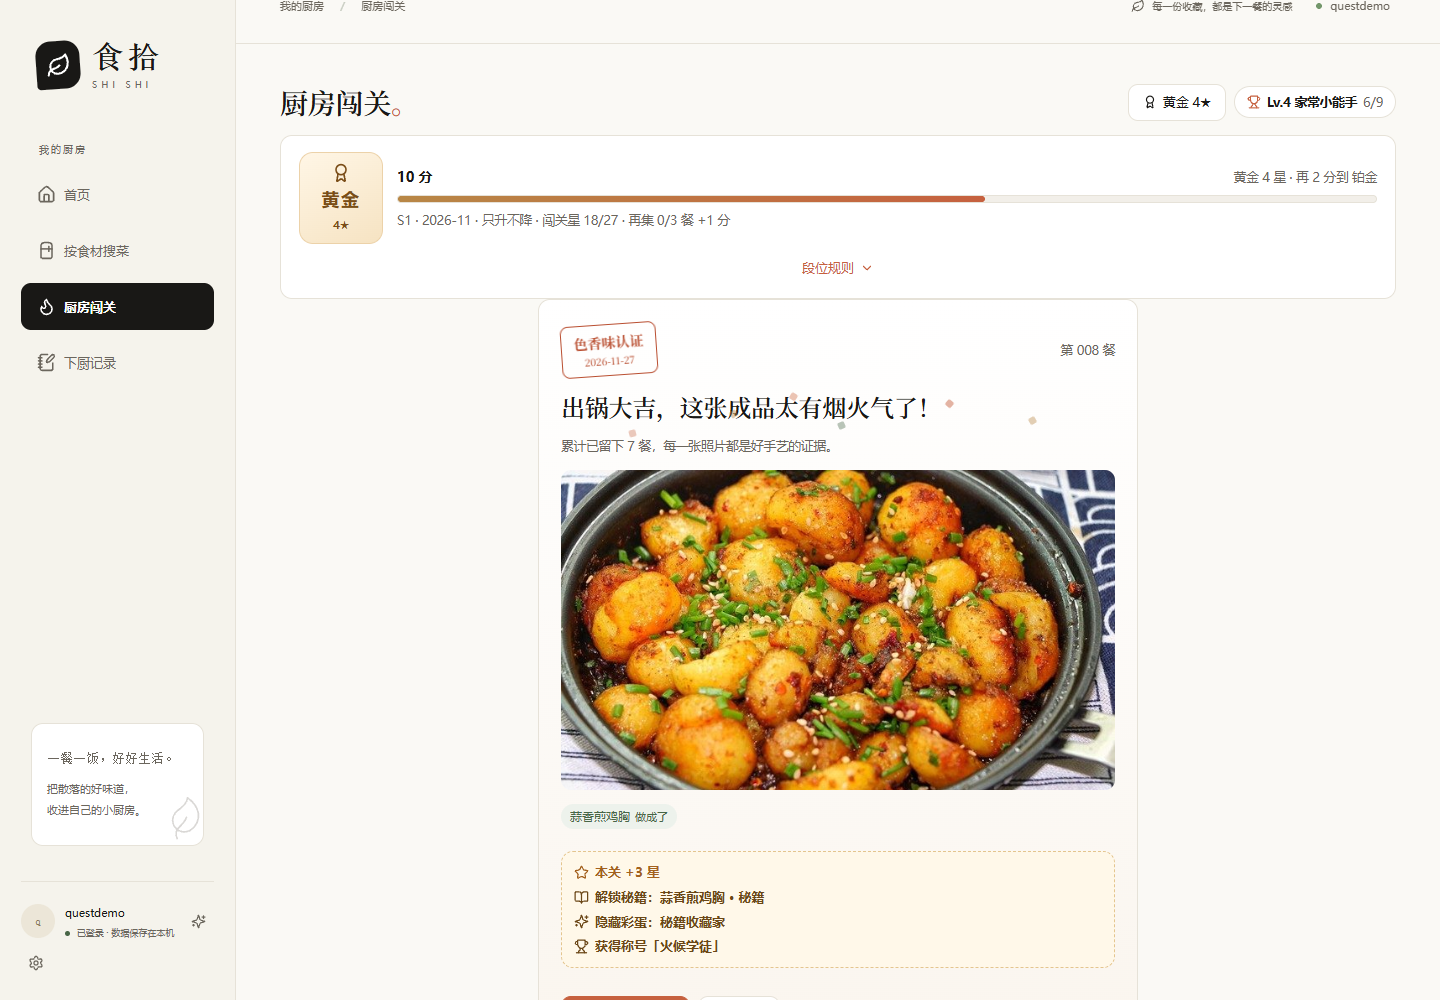 食拾
SHI SHI
我的厨房
首页
按食材搜菜
厨房闯关
下厨记录
一餐一饭，好好生活。
把散落的好味道，
收进自己的小厨房。
q
questdemo
已登录 · 数据保存在本机
我的厨房 / 厨房闯关
每一份收藏，都是下一餐的灵感
questdemo
厨房闯关。
黄金 4★
Lv.4 家常小能手 6/9
黄金
4★
10 分
黄金 4 星 · 再 2 分到 铂金
S1 · 2026-11 · 只升不降 · 闯关星 18/27 · 再集 0/3 餐 +1 分
段位规则
色香味认证
2026-11-27
第 008 餐
出锅大吉，这张成品太有烟火气了！
累计已留下 7 餐，每一张照片都是好手艺的证据。
蒜香煎鸡胸 做成了
本关 +3 星
解锁秘籍：蒜香煎鸡胸 • 秘籍
隐藏彩蛋：秘籍收藏家
获得称号「火候学徒」